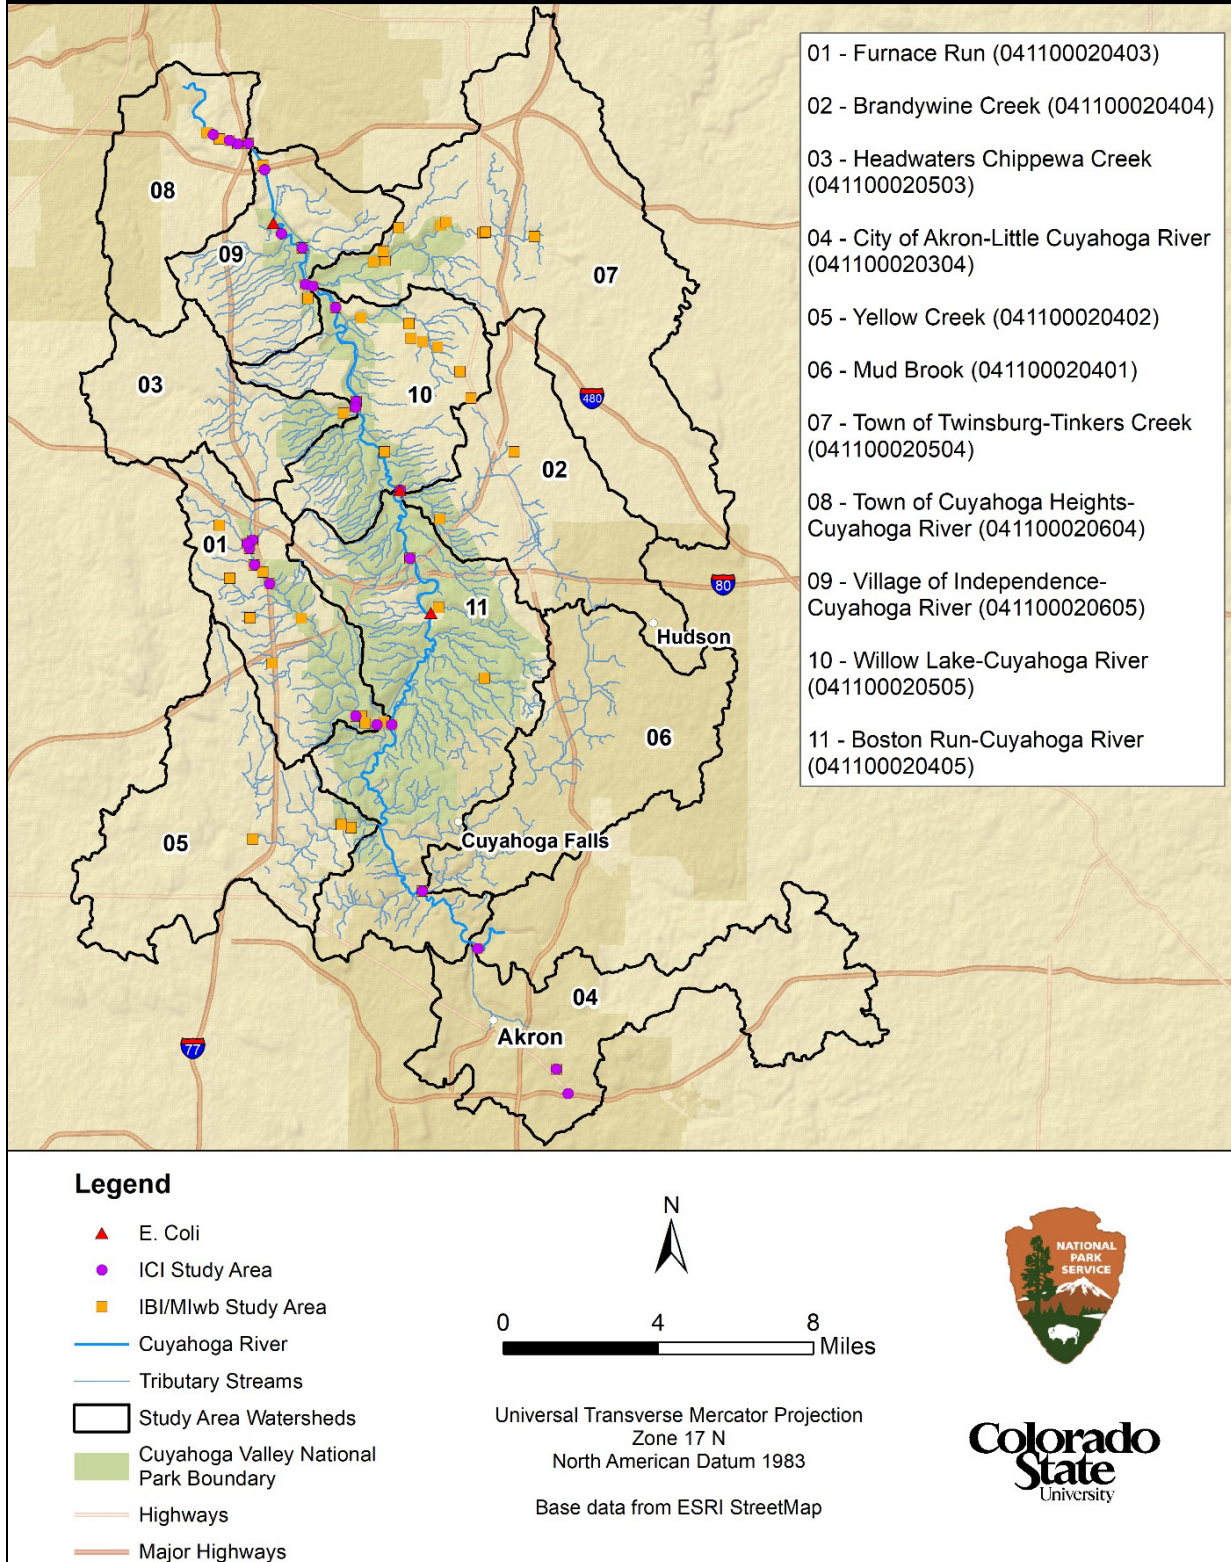 01 - Furnace Run (041100020403)
02 - Brandywine Creek (041100020404)
03 - Headwaters Chippewa Creek
(041100020503)
04 - City of Akron-Little Cuyahoga River
(041100020304)
05 - Yellow Creek (041100020402)
06 - Mud Brook (041100020401)
07 - Town of Twinsburg-Tinkers Creek
(041100020504)
08 - Town of Cuyahoga Heights-
Cuyahoga River (041100020604)
09 - Village of Independence-
Cuyahoga River (041100020605)
10 - Willow Lake-Cuyahoga River
(041100020505)
11 - Boston Run-Cuyahoga River
(041100020405)
08
09
07
03
10
480
02
01
80
11
Hudson
06
05
Cuyahoga Falls
04
Akron
77
Legend
E. Coli
ICI Study Area
IBI/MIwb Study Area
Cuyahoga River
Tributary Streams
Study Area Watersheds
Cuyahoga Valley National
Park Boundary
Highways
Major Highways
N
0 4 8
Miles
Universal Transverse Mercator Projection
Zone 17 N
North American Datum 1983
Base data from ESRI StreetMap
NATIONAL
PARK
SERVICE
Colorado
State
University